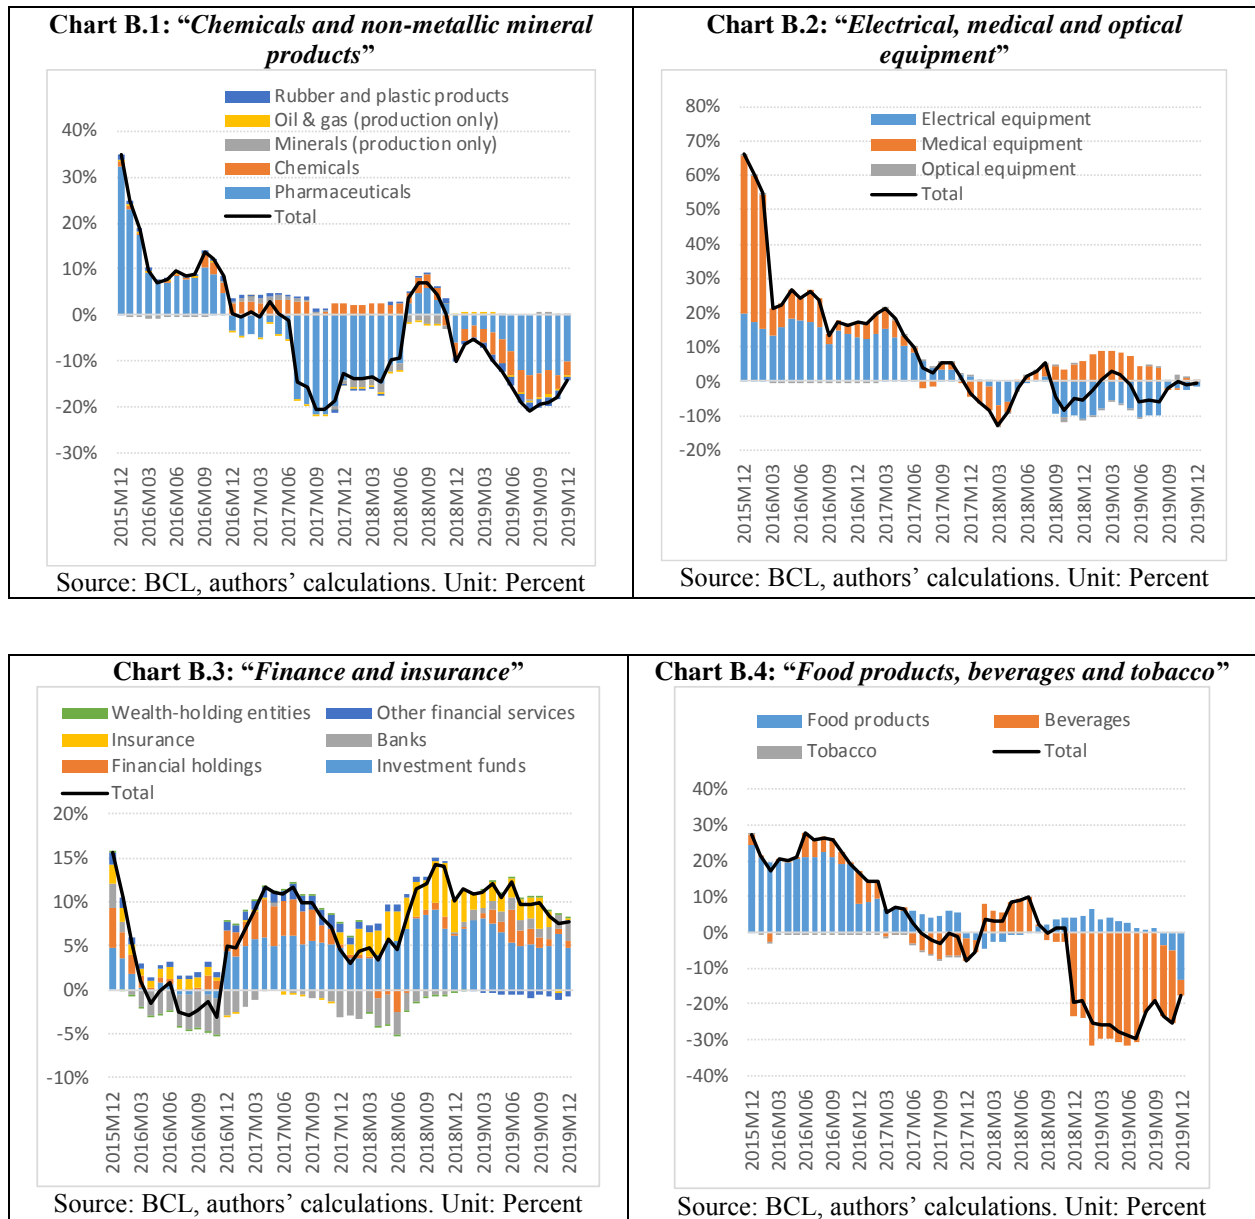 Chart B.1: “Chemicals and non-metallic mineral
products”
Rubber and plastic products
Oil & gas (production only)
Minerals (production only)
Chemicals
Pharmaceuticals
Total
40%
30%
20%
10%
0%
-10%
-20%
-30%
2015M12
2016M03
2016M06
2016M09
2016M12
2017M03
2017M06
2017M09
2017M12
2018M03
2018M06
2018M09
2018M12
2019M03
2019M06
2019M09
2019M12
Source: BCL, authors’ calculations. Unit: Percent
Chart B.2: “Electrical, medical and optical
equipment”
Electrical equipment
Medical equipment
Optical equipment
Total
80%
70%
60%
50%
40%
30%
20%
10%
0%
-10%
-20%
2015M12
2016M03
2016M06
2016M09
2016M12
2017M03
2017M06
2017M09
2017M12
2018M03
2018M06
2018M09
2018M12
2019M03
2019M06
2019M09
2019M12
Source: BCL, authors’ calculations. Unit: Percent
Chart B.3: “Finance and insurance”
Wealth-holding entities Other financial services
Insurance Banks
Financial holdings Investment funds
Total
20%
15%
10%
5%
0%
-5%
-10%
2015M12
2016M03
2016M06
2016M09
2016M12
2017M03
2017M06
2017M09
2017M12
2018M03
2018M06
2018M09
2018M12
2019M03
2019M06
2019M09
2019M12
Source: BCL, authors’ calculations. Unit: Percent
Chart B.4: “Food products, beverages and tobacco”
Food products Beverages
Tobacco Total
40%
30%
20%
10%
0%
-10%
-20%
-30%
-40%
2015M12
2016M03
2016M06
2016M09
2016M12
2017M03
2017M06
2017M09
2017M12
2018M03
2018M06
2018M09
2018M12
2019M03
2019M06
2019M09
2019M12
Source: BCL, authors’ calculations. Unit: Percent